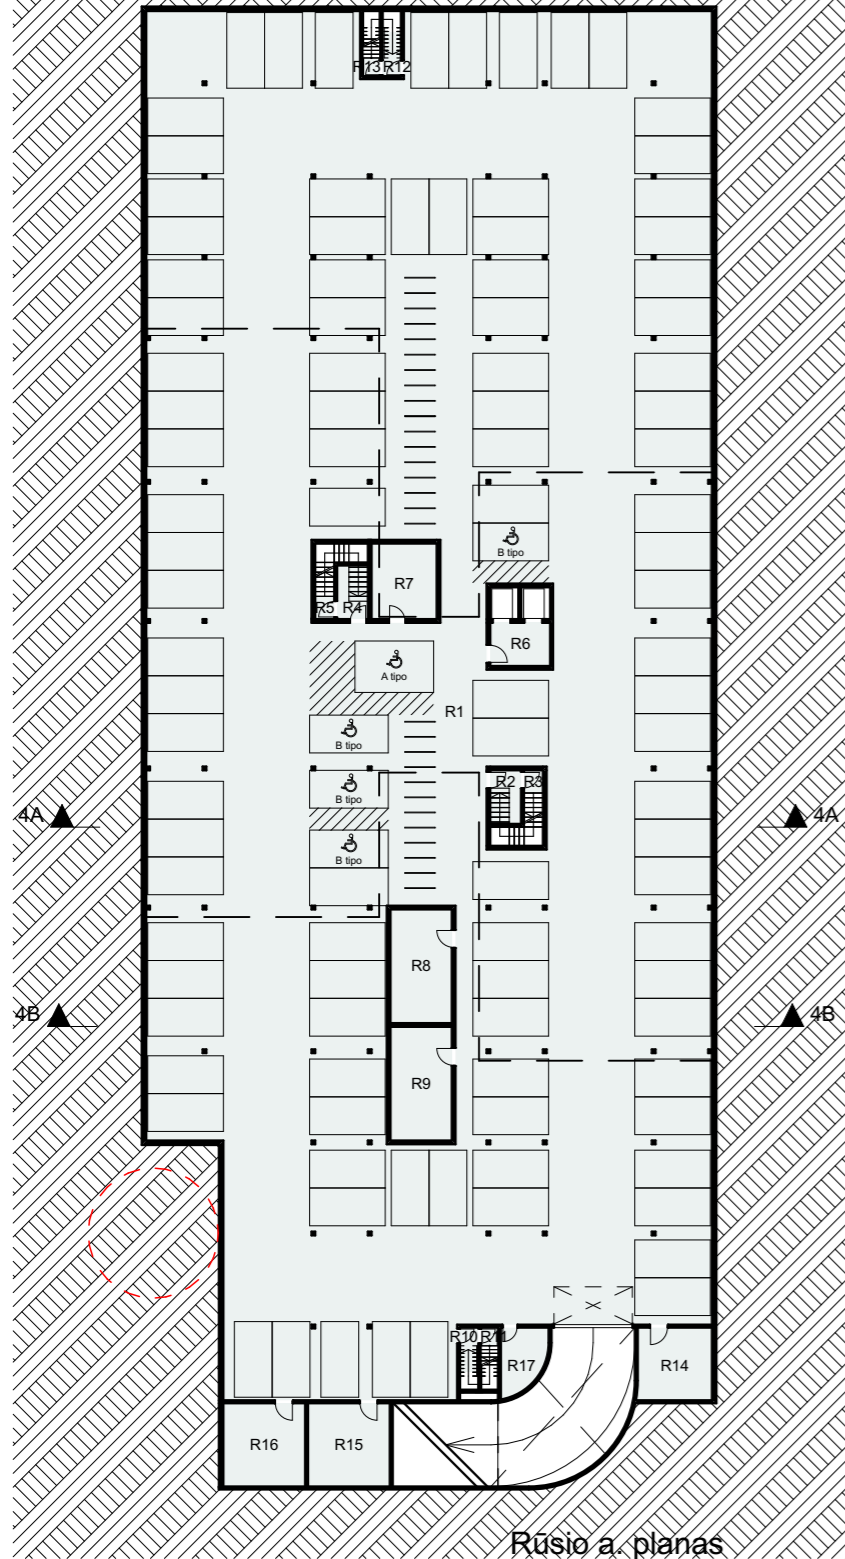 R13 R12
B tipo
R7
R5 R4
R6
A tipo
R1
B tipo
R2 R3
B tipo
4A 4A
B tipo
R8
4B 4B
R9
R10 R11
R17 R14
R16 R15
Rūsio a. planas